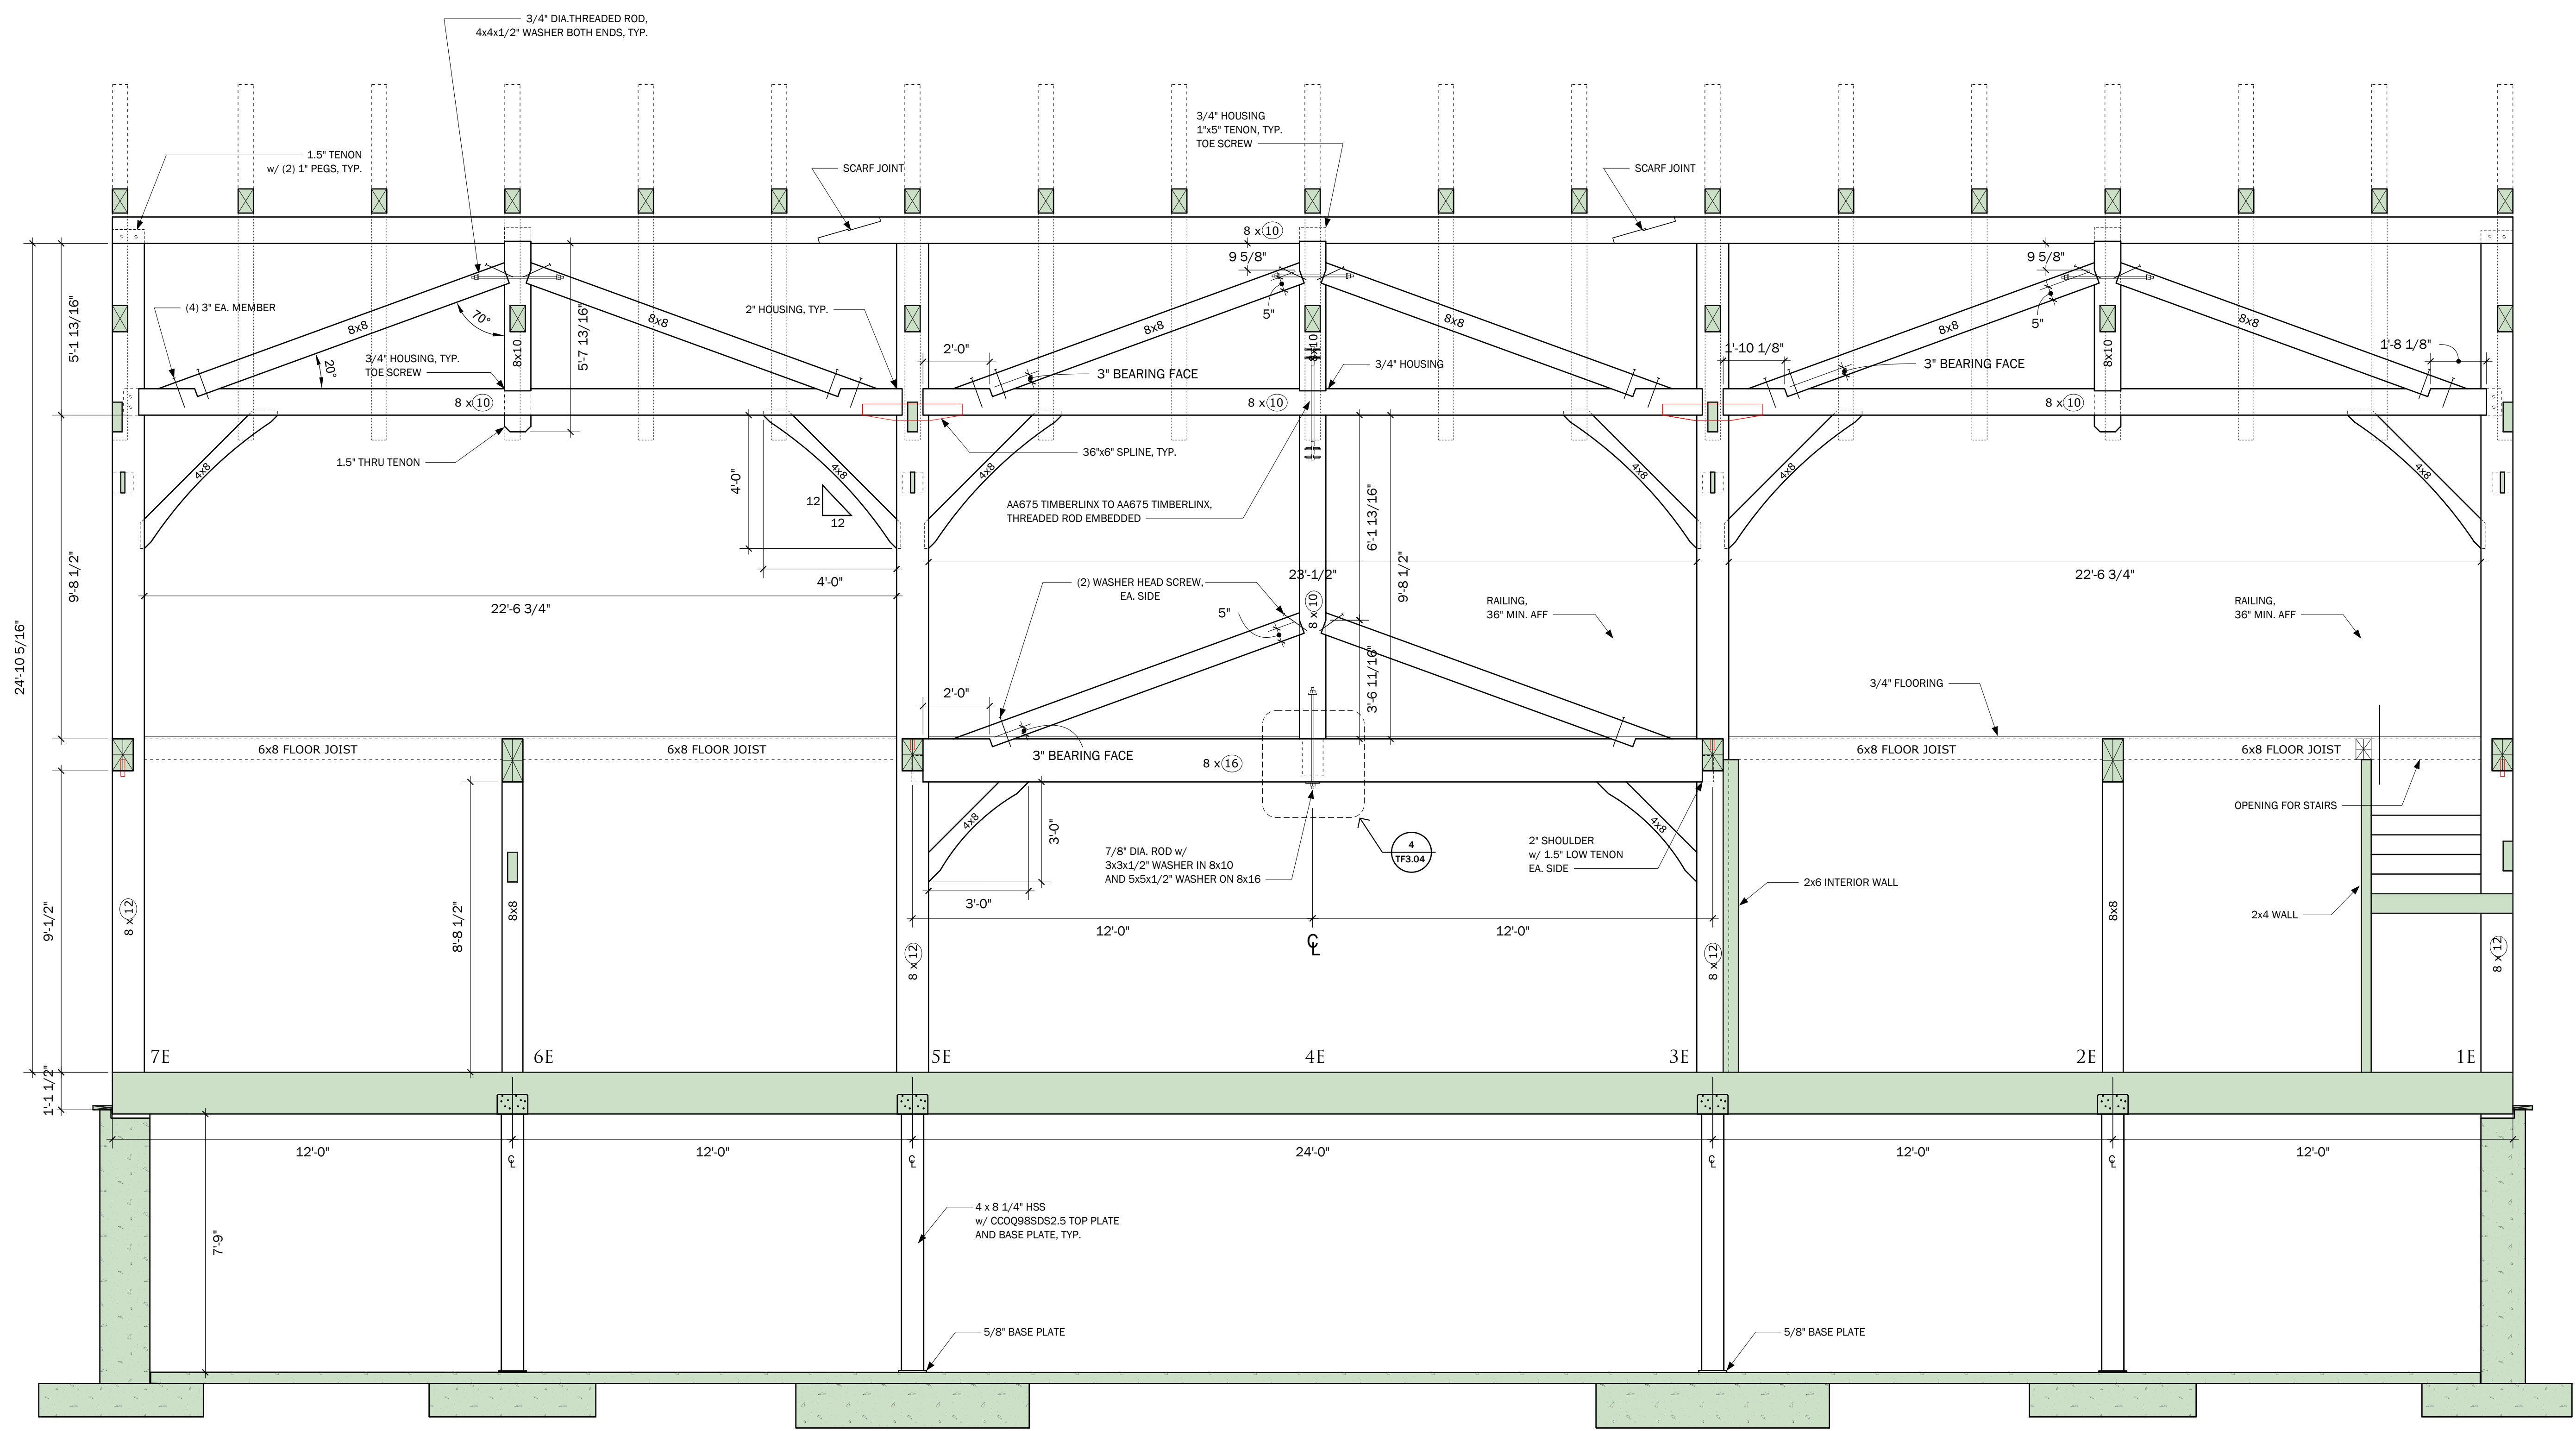 3/4" DIA.THREADED ROD,
4x4x1/2" WASHER BOTH ENDS, TYP.
3/4" HOUSING
1"x5" TENON, TYP.
TOE SCREW
1.5" TENON
w/ (2) 1" PEGS, TYP.
SCARF JOINT
SCARF JOINT
8 x 10
9 5/8"
9 5/8"
5'-1 13/16"
(4) 3" EA. MEMBER
8x8
70°
20°
8x10
8x8
5'-7 13/16"
2" HOUSING, TYP.
3/4" HOUSING, TYP.
TOE SCREW
8 x 10
2'-0"
8x8
5"
8x10
8x8
3/4" HOUSING
3" BEARING FACE
8 x 10
1'-10 1/8"
8x8
5"
8x10
8x8
1'-8 1/8"
3" BEARING FACE
8 x 10
1.5" THRU TENON
36"x6" SPLINE, TYP.
4x8
4x8
4x8
4x8
4x8
4x8
4'-0"
12
12
4'-0"
AA675 TIMBERLINX TO AA675 TIMBERLINX,
THREADED ROD EMBEDDED
6'-1 13/16"
9'-8 1/2"
9'-8 1/2"
24'-10 5/16"
22'-6 3/4"
23'-1/2"
22'-6 3/4"
(2) WASHER HEAD SCREW,
EA. SIDE
5"
8 x 10
RAILING,
36" MIN. AFF
RAILING,
36" MIN. AFF
2'-0"
3'-6 11/16"
3/4" FLOORING
6x8 FLOOR JOIST
6x8 FLOOR JOIST
3" BEARING FACE
8 x 16
6x8 FLOOR JOIST
6x8 FLOOR JOIST
OPENING FOR STAIRS
4x8
3'-0"
3'-0"
7/8" DIA. ROD w/
3x3x1/2" WASHER IN 8x10
AND 5x5x1/2" WASHER ON 8x16
4
TF3.04
2" SHOULDER
w/ 1.5" LOW TENON
EA. SIDE
4x8
2x6 INTERIOR WALL
2x4 WALL
9'-1/2"
8 x 12
8'-8 1/2"
8x8
8 x 12
12'-0"
12'-0"
CL
8 x 12
8x8
8 x 12
7E
6E
5E
4E
3E
2E
1E
1'-1 1/2"
12'-0"
CL
12'-0"
CL
24'-0"
CL
12'-0"
CL
12'-0"
7'-9"
4 x 8 1/4" HSS
w/ CCOQ98SDS2.5 TOP PLATE
AND BASE PLATE, TYP.
5/8" BASE PLATE
5/8" BASE PLATE